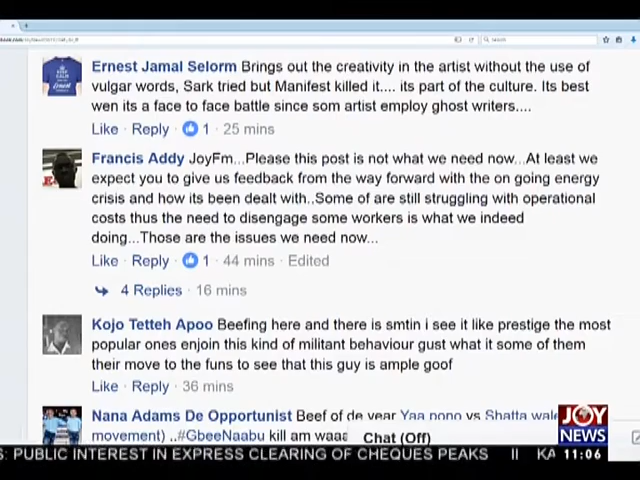 Ernest Jamal Selorm Brings out the creativity in the artist without the use of
vulgar words, Sark tried but Manifest killed it.... its part of the culture. Its best
wen its a face to face battle since som artist employ ghost writers....
Like · Reply · 1 · 25 mins
Francis Addy JoyFm...Please this post is not what we need now...At least we
expect you to give us feedback from the way forward with the on going energy
crisis and how its been dealt with..Some of are still struggling with operational
costs thus the need to disengage some workers is what we indeed
doing...Those are the issues we need now...
Like · Reply · 1 · 44 mins · Edited
4 Replies · 16 mins
Kojo Tetteh Apoo Beefing here and there is smtin i see it like prestige the most
popular ones enjoin this kind of militant behaviour gust what it some of them
their move to the funs to see that this guy is ample goof
Like · Reply · 36 mins
Nana Adams De Opportunist Beef of de year Yaa pono vs Shatta wale
movement) ..#GbeeNaabu kill am waaa
Chat (Off)
JOY
NEWS
S: PUBLIC INTEREST IN EXPRESS CLEARING OF CHEQUES PEAKS II KA
11:06